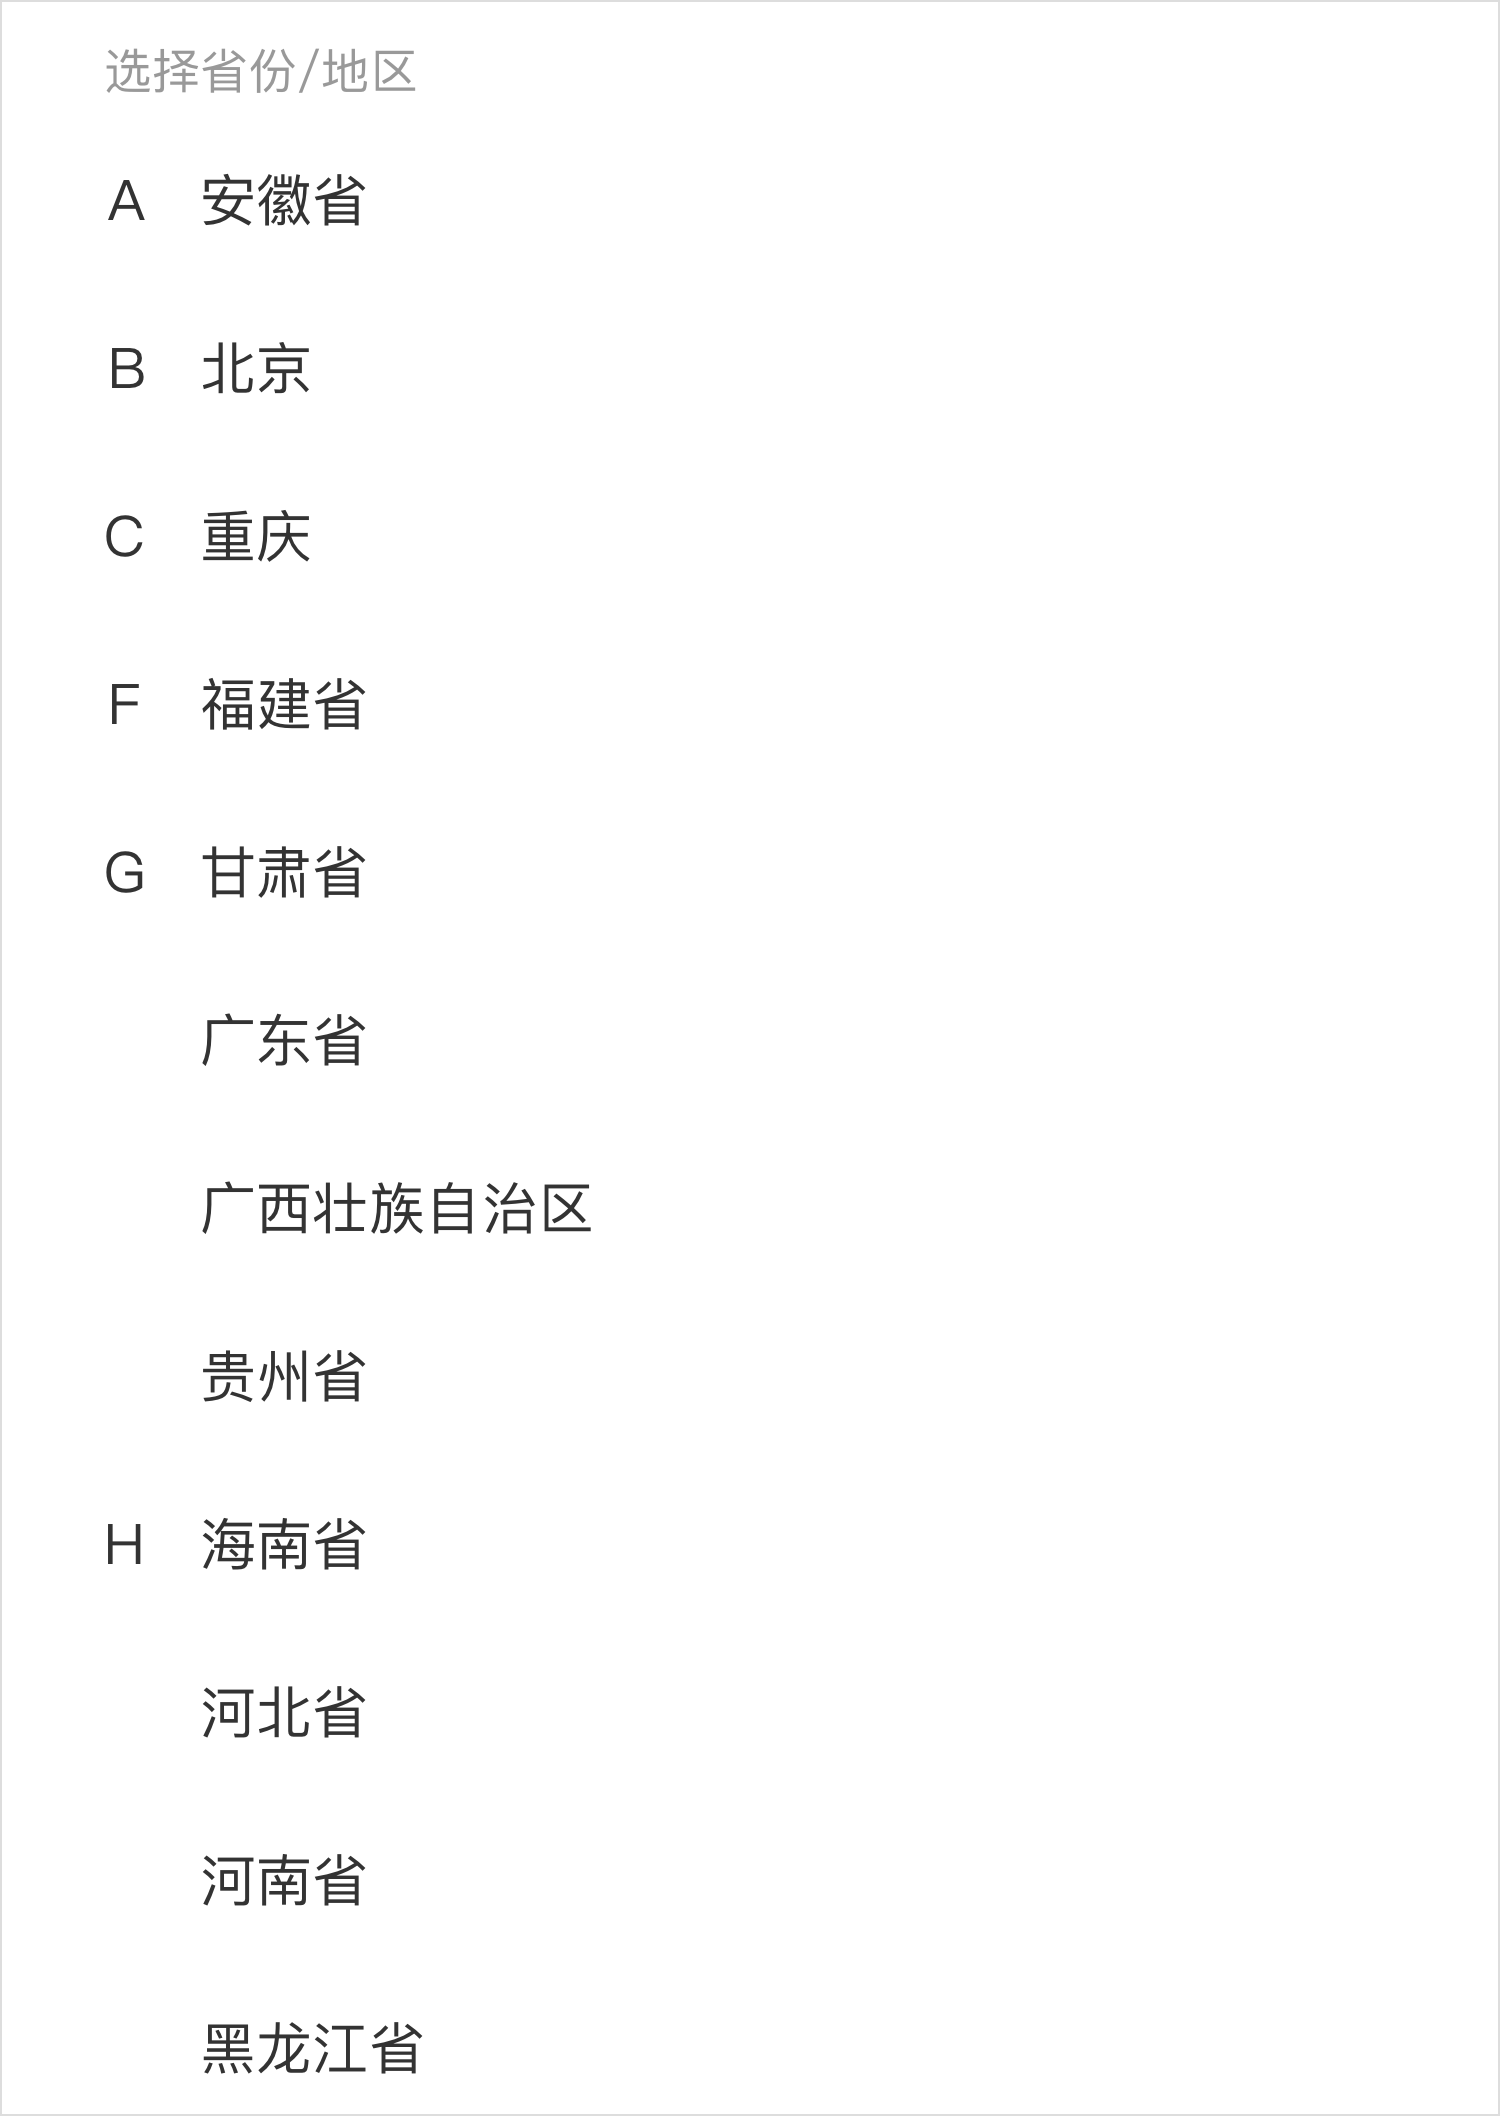 选择省份/地区
A 安徽省
B 北京
C 重庆
F 福建省
G 甘肃省
广东省
广西壮族自治区
贵州省
H 海南省
河北省
河南省
黑龙江省